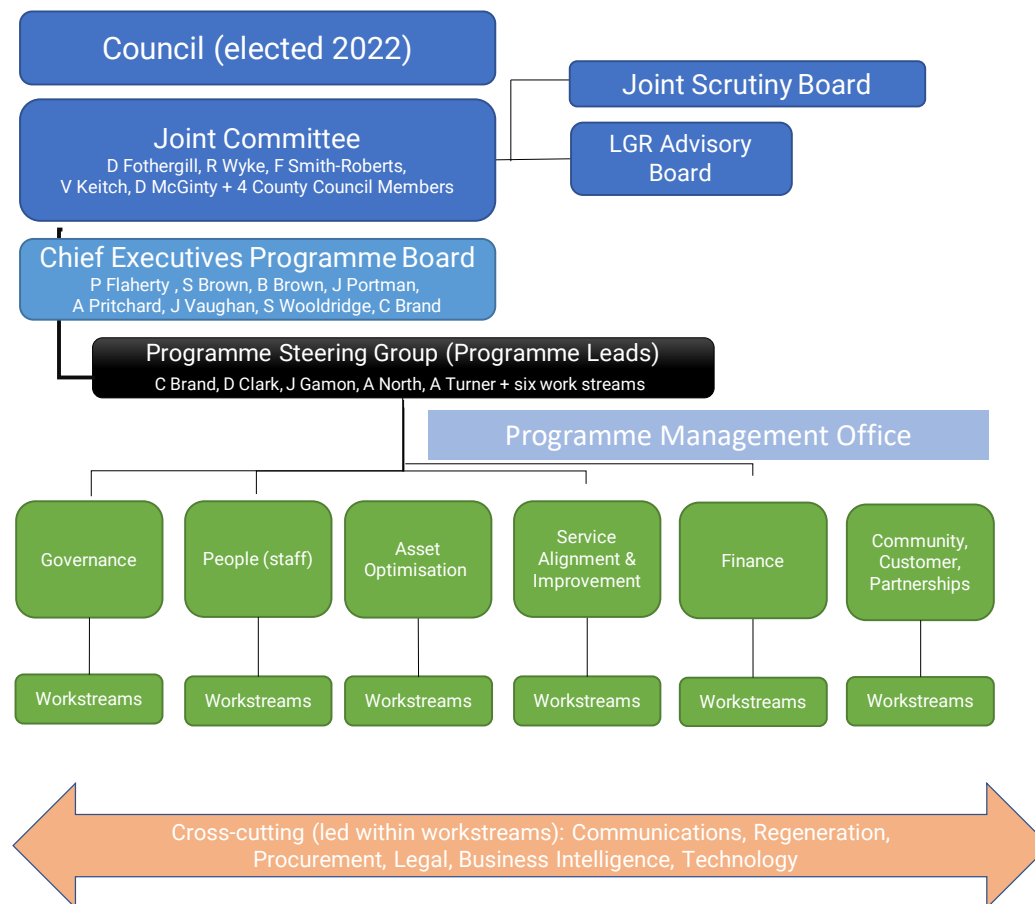 Council (elected 2022)
Joint Scrutiny Board
Joint Committee
D Fothergill, R Wyke, F Smith-Roberts,
V Keitch, D McGinty + 4 County Council Members
LGR Advisory
Board
Chief Executives Programme Board
P Flaherty , S Brown, B Brown, J Portman,
A Pritchard, J Vaughan, S Wooldridge, C Brand
Programme Steering Group (Programme Leads)
C Brand, D Clark, J Gamon, A North, A Turner + six work streams
Programme Management Office
Governance
People (staff)
Asset
Optimisation
Service
Alignment &
Improvement
Finance
Community,
Customer,
Partnerships
Workstreams
Workstreams
Workstreams
Workstreams
Workstreams
Workstreams
Cross-cutting (led within workstreams): Communications, Regeneration,
Procurement, Legal, Business Intelligence, Technology